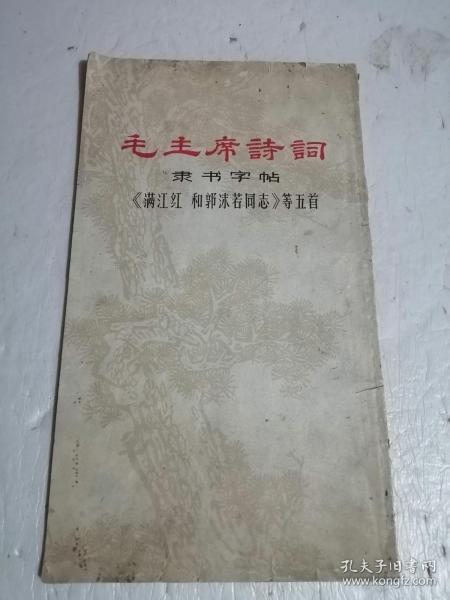 毛主席詩詞
隶书字帖
《满江红 和郭沫若同志》等五首
孔夫子旧书网
www.kongfz.com